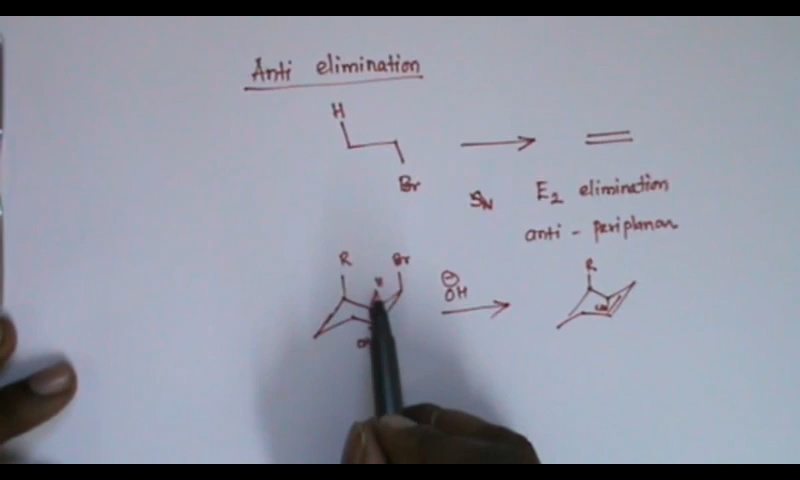 Anti elimination
H
Br
SN E2 elimination
anti - periplanar
R Br
H
⊖
OH
R